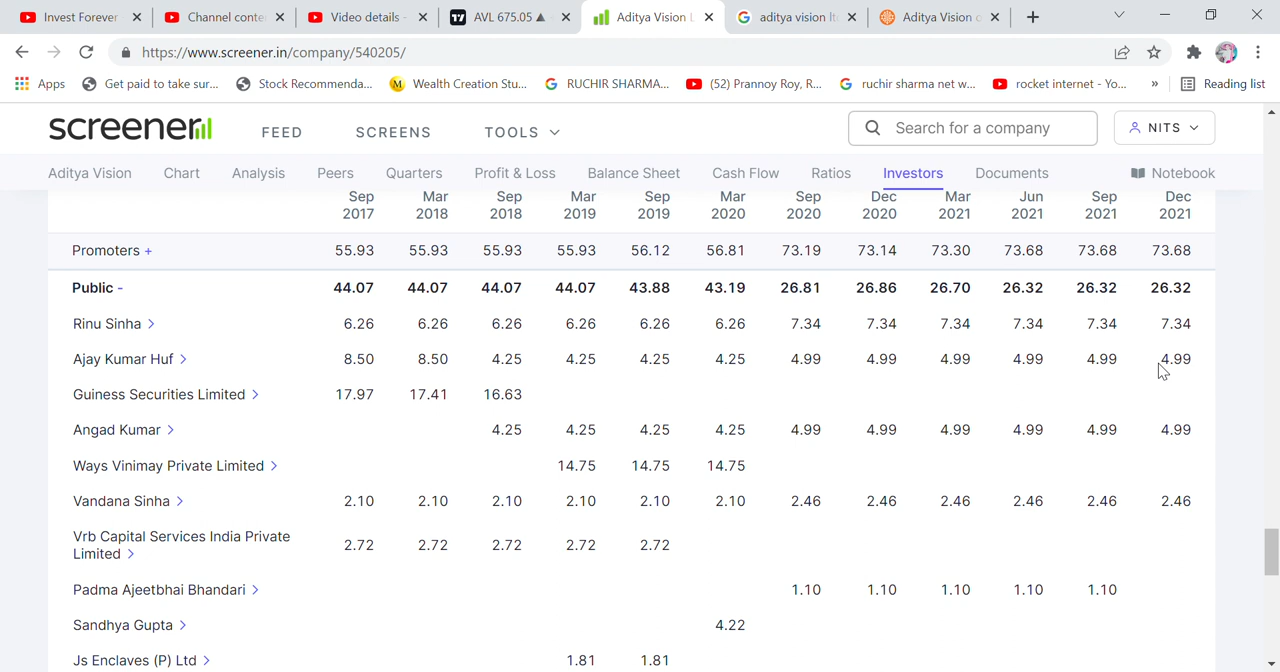 Invest Forever
Channel conte
Video details -
AVL 675.05 ▲
Aditya Vision L
aditya vision lt
Aditya Vision
https://www.screener.in/company/540205/
Apps
Get paid to take sur...
Stock Recommenda...
Wealth Creation Stu...
RUCHIR SHARMA...
(52) Prannoy Roy, R...
ruchir sharma net w...
rocket internet - Yo...
»
Reading list
screener
FEED
SCREENS
TOOLS
Search for a company
NITS
Aditya Vision
Chart
Analysis
Peers
Quarters
Profit & Loss
Balance Sheet
Cash Flow
Ratios
Investors
Documents
Notebook
Sep Mar Sep Mar Sep Mar Sep Dec Mar Jun Sep Dec
2017 2018 2018 2019 2019 2020 2020 2020 2021 2021 2021 2021
Promoters + 55.93 55.93 55.93 55.93 56.12 56.81 73.19 73.14 73.30 73.68 73.68 73.68
Public - 44.07 44.07 44.07 44.07 43.88 43.19 26.81 26.86 26.70 26.32 26.32 26.32
Rinu Sinha > 6.26 6.26 6.26 6.26 6.26 6.26 7.34 7.34 7.34 7.34 7.34 7.34
Ajay Kumar Huf > 8.50 8.50 4.25 4.25 4.25 4.25 4.99 4.99 4.99 4.99 4.99 4.99
Guiness Securities Limited > 17.97 17.41 16.63
Angad Kumar > 4.25 4.25 4.25 4.25 4.99 4.99 4.99 4.99 4.99 4.99
Ways Vinimay Private Limited > 14.75 14.75 14.75
Vandana Sinha > 2.10 2.10 2.10 2.10 2.10 2.10 2.46 2.46 2.46 2.46 2.46 2.46
Vrb Capital Services India Private
Limited > 2.72 2.72 2.72 2.72 2.72
Padma Ajeetbhai Bhandari > 1.10 1.10 1.10 1.10 1.10
Sandhya Gupta > 4.22
Js Enclaves (P) Ltd > 1.81 1.81